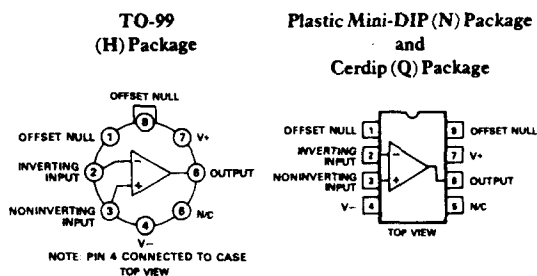 TO-99
(H) Package
OFFSET NULL
8
OFFSET NULL
1
7
V+
INVERTING
INPUT
2
6
OUTPUT
NONINVERTING
INPUT
3
5
N/C
4
V−
NOTE: PIN 4 CONNECTED TO CASE
TOP VIEW
Plastic Mini-DIP (N) Package
and
Cerdip (Q) Package
OFFSET NULL
1
8
OFFSET NULL
INVERTING
INPUT
2
7
V+
NONINVERTING
INPUT
3
6
OUTPUT
V−
4
5
N/C
TOP VIEW